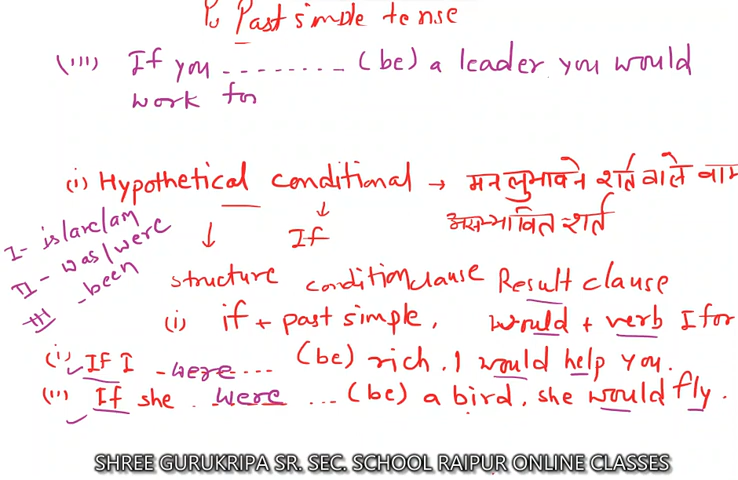 Past simple tense
(iii) If you ........ (be) a leader you would
work for
(i) Hypothetical conditional → मन लुभावने शर्त वाले
↓ असम्भावित शर्त
↓ If
I - is/are/am
II - was/were
III - been
structure condition clause Result clause
(i) if + past simple, would + verb I for
(i) If I were ... (be) rich, I would help you.
(ii) If she were ... (be) a bird, she would fly.
SHREE GURUKRIPA SR. SEC. SCHOOL RAIPUR ONLINE CLASSES